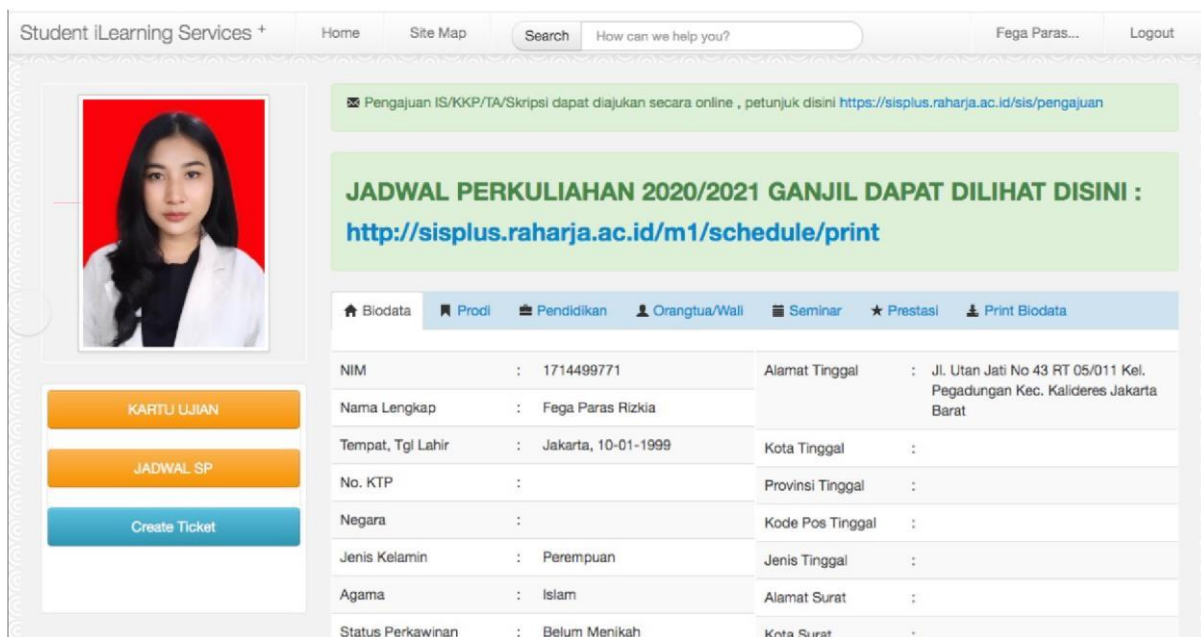 Student iLearning Services +
Home
Site Map
Search
How can we help you?
Fega Paras...
Logout
Pengajuan IS/KKP/TA/Skripsi dapat diajukan secara online , petunjuk disini https://sisplus.raharja.ac.id/sis/pengajuan
JADWAL PERKULIAHAN 2020/2021 GANJIL DAPAT DILIHAT DISINI :
http://sisplus.raharja.ac.id/m1/schedule/print
KARTU UJIAN
JADWAL SP
Create Ticket
Biodata
Prodi
Pendidikan
Orangtua/Wali
Seminar
Prestasi
Print Biodata
NIM : 1714499771
Nama Lengkap : Fega Paras Rizkia
Tempat, Tgl Lahir : Jakarta, 10-01-1999
No. KTP :
Negara :
Jenis Kelamin : Perempuan
Agama : Islam
Status Perkawinan : Belum Menikah
Alamat Tinggal : Jl. Utan Jati No 43 RT 05/011 Kel.
Pegadungan Kec. Kalideres Jakarta
Barat
Kota Tinggal :
Provinsi Tinggal :
Kode Pos Tinggal :
Jenis Tinggal :
Alamat Surat :
Kota Surat :